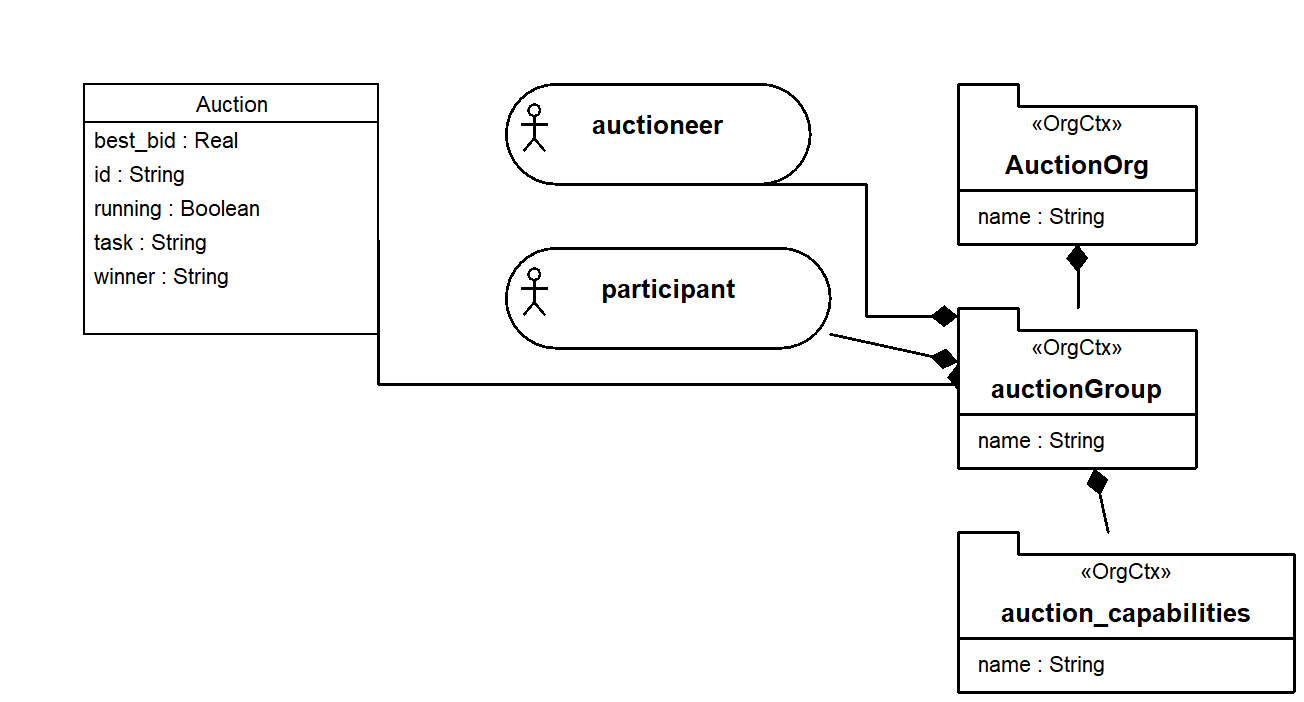 Auction
best_bid : Real
id : String
running : Boolean
task : String
winner : String
auctioneer
participant
«OrgCtx»
AuctionOrg
name : String
«OrgCtx»
auctionGroup
name : String
«OrgCtx»
auction_capabilities
name : String